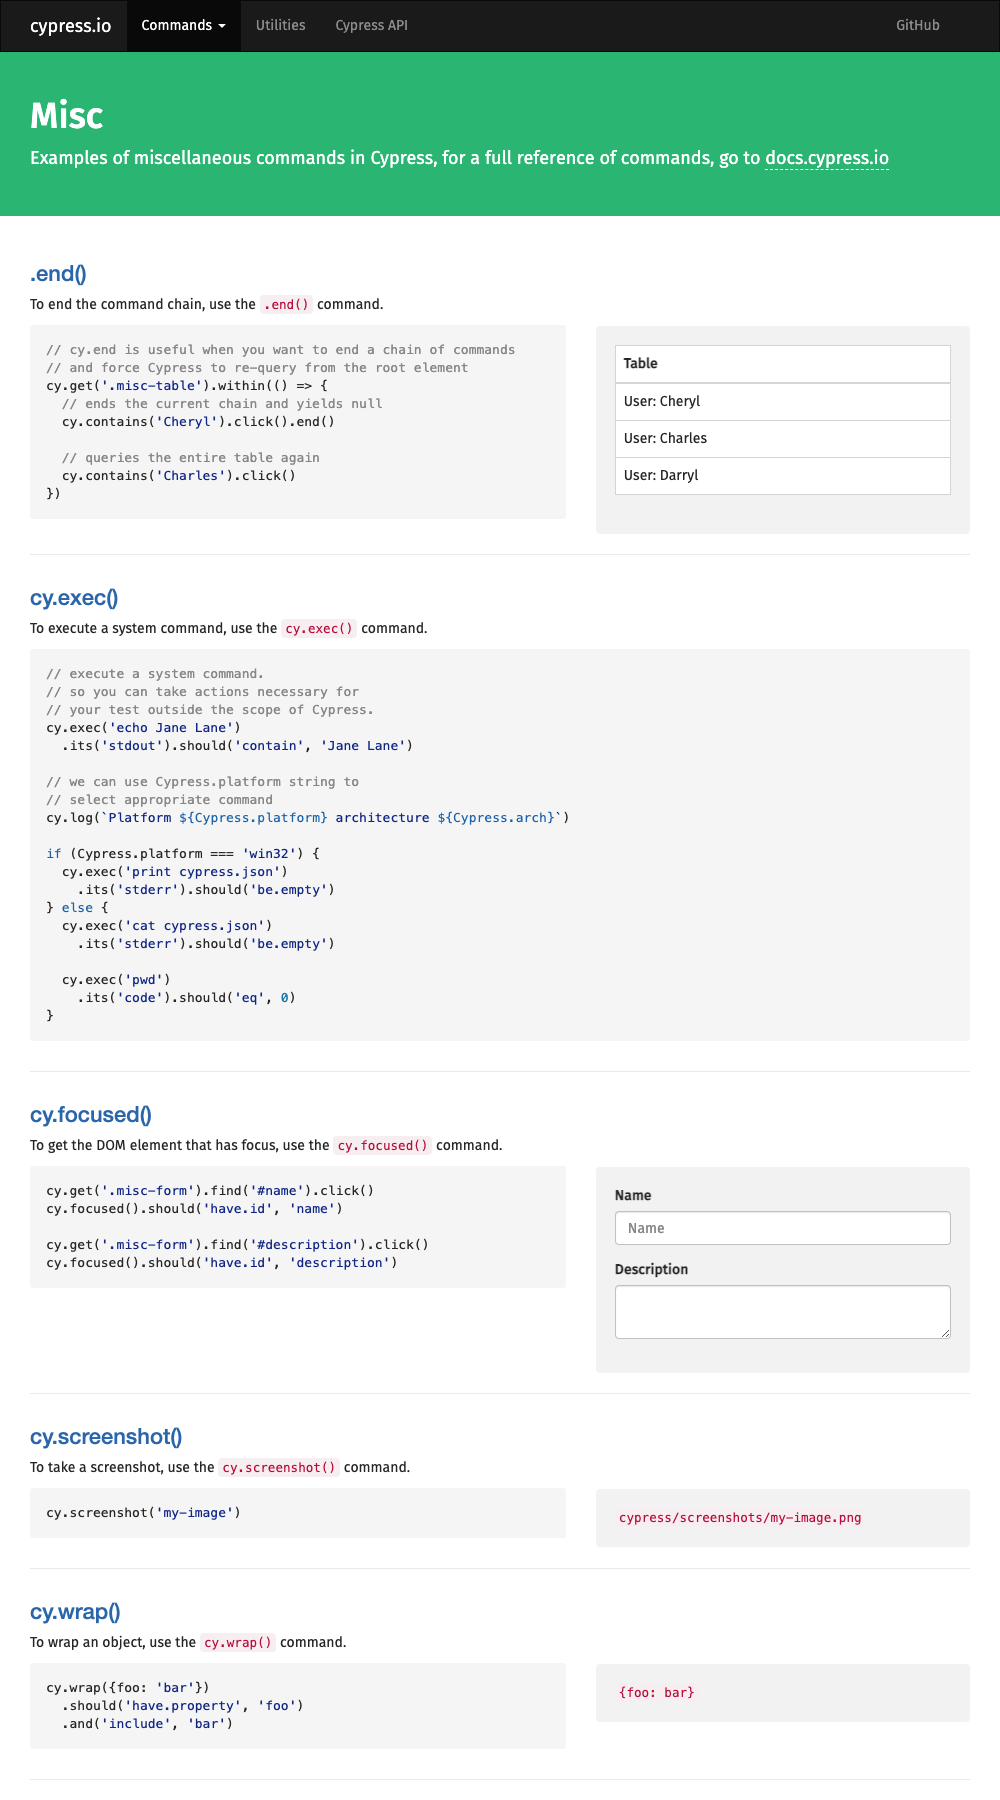 cypress.io Commands Utilities Cypress API GitHub
Misc
Examples of miscellaneous commands in Cypress, for a full reference of commands, go to docs.cypress.io
.end()
To end the command chain, use the .end() command.
// cy.end is useful when you want to end a chain of commands
// and force Cypress to re-query from the root element
cy.get('.misc-table').within(() => {
  // ends the current chain and yields null
  cy.contains('Cheryl').click().end()
  // queries the entire table again
  cy.contains('Charles').click()
})
Table
User: Cheryl
User: Charles
User: Darryl
cy.exec()
To execute a system command, use the cy.exec() command.
// execute a system command.
// so you can take actions necessary for
// your test outside the scope of Cypress.
cy.exec('echo Jane Lane')
  .its('stdout').should('contain', 'Jane Lane')
// we can use Cypress.platform string to
// select appropriate command
cy.log(`Platform ${Cypress.platform} architecture ${Cypress.arch}`)
if (Cypress.platform === 'win32') {
  cy.exec('print cypress.json')
    .its('stderr').should('be.empty')
} else {
  cy.exec('cat cypress.json')
    .its('stderr').should('be.empty')
  cy.exec('pwd')
    .its('code').should('eq', 0)
}
cy.focused()
To get the DOM element that has focus, use the cy.focused() command.
cy.get('.misc-form').find('#name').click()
cy.focused().should('have.id', 'name')
cy.get('.misc-form').find('#description').click()
cy.focused().should('have.id', 'description')
Name
Name
Description
cy.screenshot()
To take a screenshot, use the cy.screenshot() command.
cy.screenshot('my-image')
cypress/screenshots/my-image.png
cy.wrap()
To wrap an object, use the cy.wrap() command.
cy.wrap({foo: 'bar'})
  .should('have.property', 'foo')
  .and('include', 'bar')
{foo: bar}